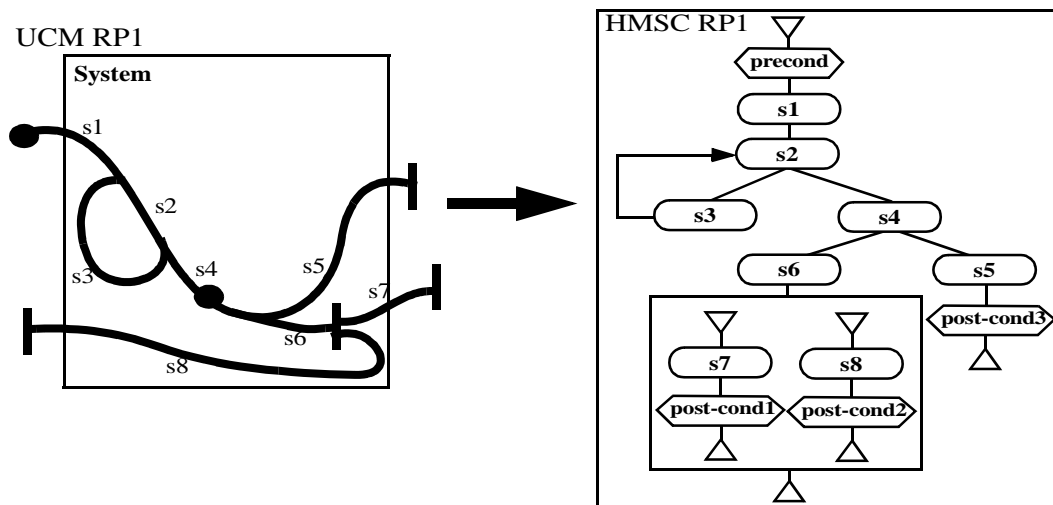 UCM RP1
System
s1
s2
s3
s4
s5
s7
s6
s8
HMSC RP1
precond
s1
s2
s3
s4
s6
s5
post-cond3
s7
s8
post-cond1
post-cond2